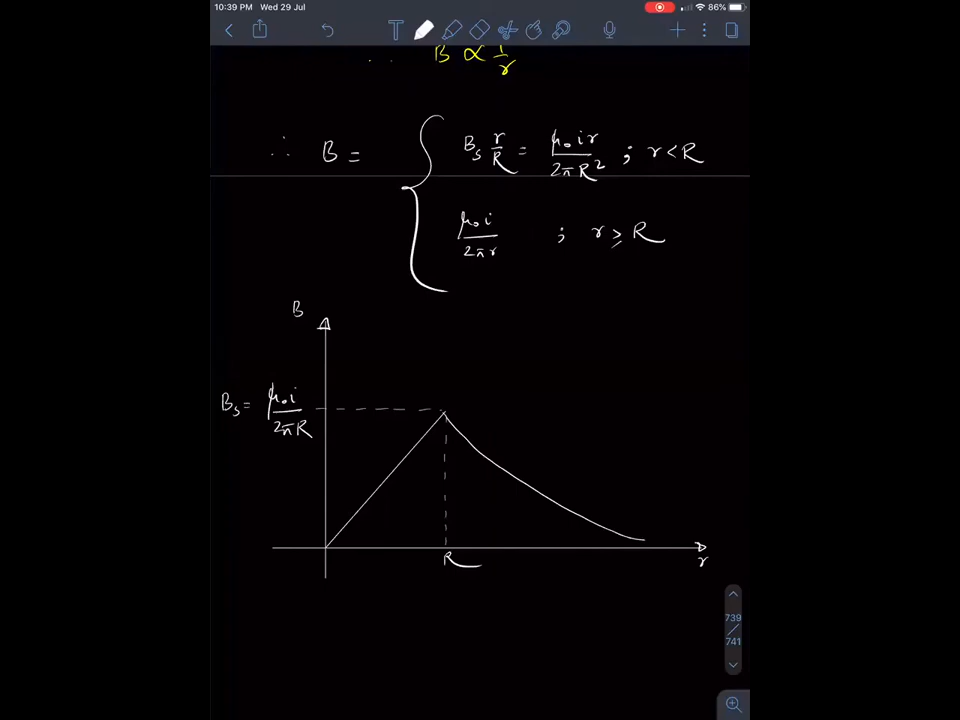 10:39 PM Wed 29 Jul 86%
B ∝ 1/r
∴ B = { B_s r/R = μ₀ir/2πR² ; r < R
μ₀i/2πr ; r ≥ R
B
B_s = μ₀i/2πR
R
r
739
/
741